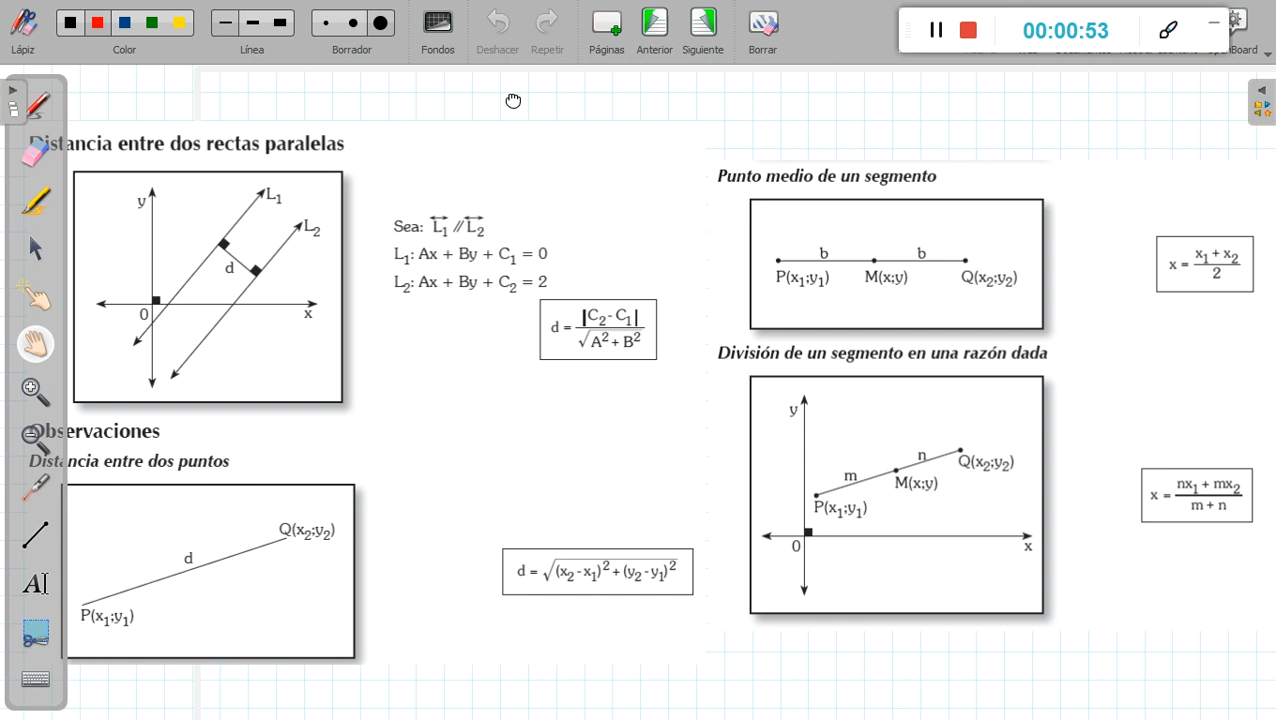 Lápiz
Color
Línea
Borrador
Fondos
Deshacer
Repetir
Páginas
Anterior
Siguiente
Borrar
00:00:53
OpenBoard
Distancia entre dos rectas paralelas
y
L₁
L₂
d
0
x
Sea: L₁ // L₂
L₁: Ax + By + C₁ = 0
L₂: Ax + By + C₂ = 2
d = |C₂ - C₁| / √A² + B²
Observaciones
Distancia entre dos puntos
Q(x₂;y₂)
d
P(x₁;y₁)
d = √(x₂ - x₁)² + (y₂ - y₁)²
Punto medio de un segmento
b b
P(x₁;y₁) M(x;y) Q(x₂;y₂)
x = x₁ + x₂ / 2
División de un segmento en una razón dada
y
n
Q(x₂;y₂)
m
M(x;y)
P(x₁;y₁)
0
x
x = nx₁ + mx₂ / m + n
A